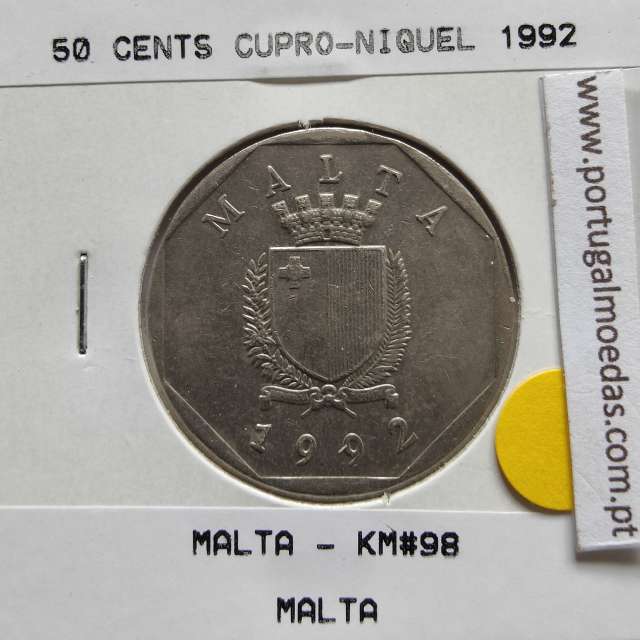 50 CENTS CUPRO-NIQUEL 1992
MALTA
1992
www.portugalmoedas.com.pt
MALTA - KM#98
MALTA